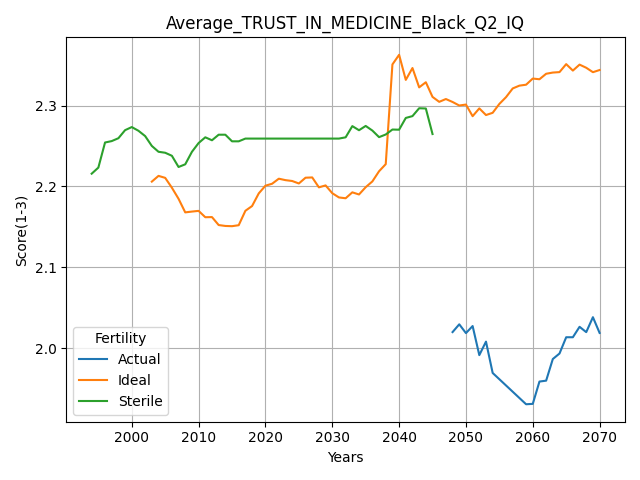 Average_TRUST_IN_MEDICINE_Black_Q2_IQ
Score(1-3)
2.3
2.2
2.1
2.0
Fertility
Actual
Ideal
Sterile
2000 2010 2020 2030 2040 2050 2060 2070
Years